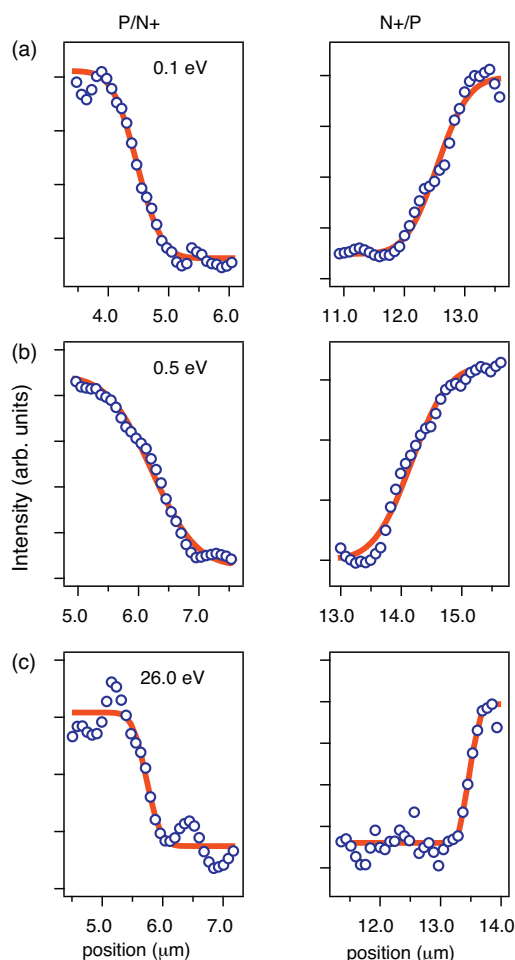 P/N+ N+/P
(a) 0.1 eV
4.0 5.0 6.0 11.0 12.0 13.0
(b) 0.5 eV
Intensity (arb. units)
5.0 6.0 7.0 13.0 14.0 15.0
(c) 26.0 eV
5.0 6.0 7.0 12.0 13.0 14.0
position (μm) position (μm)